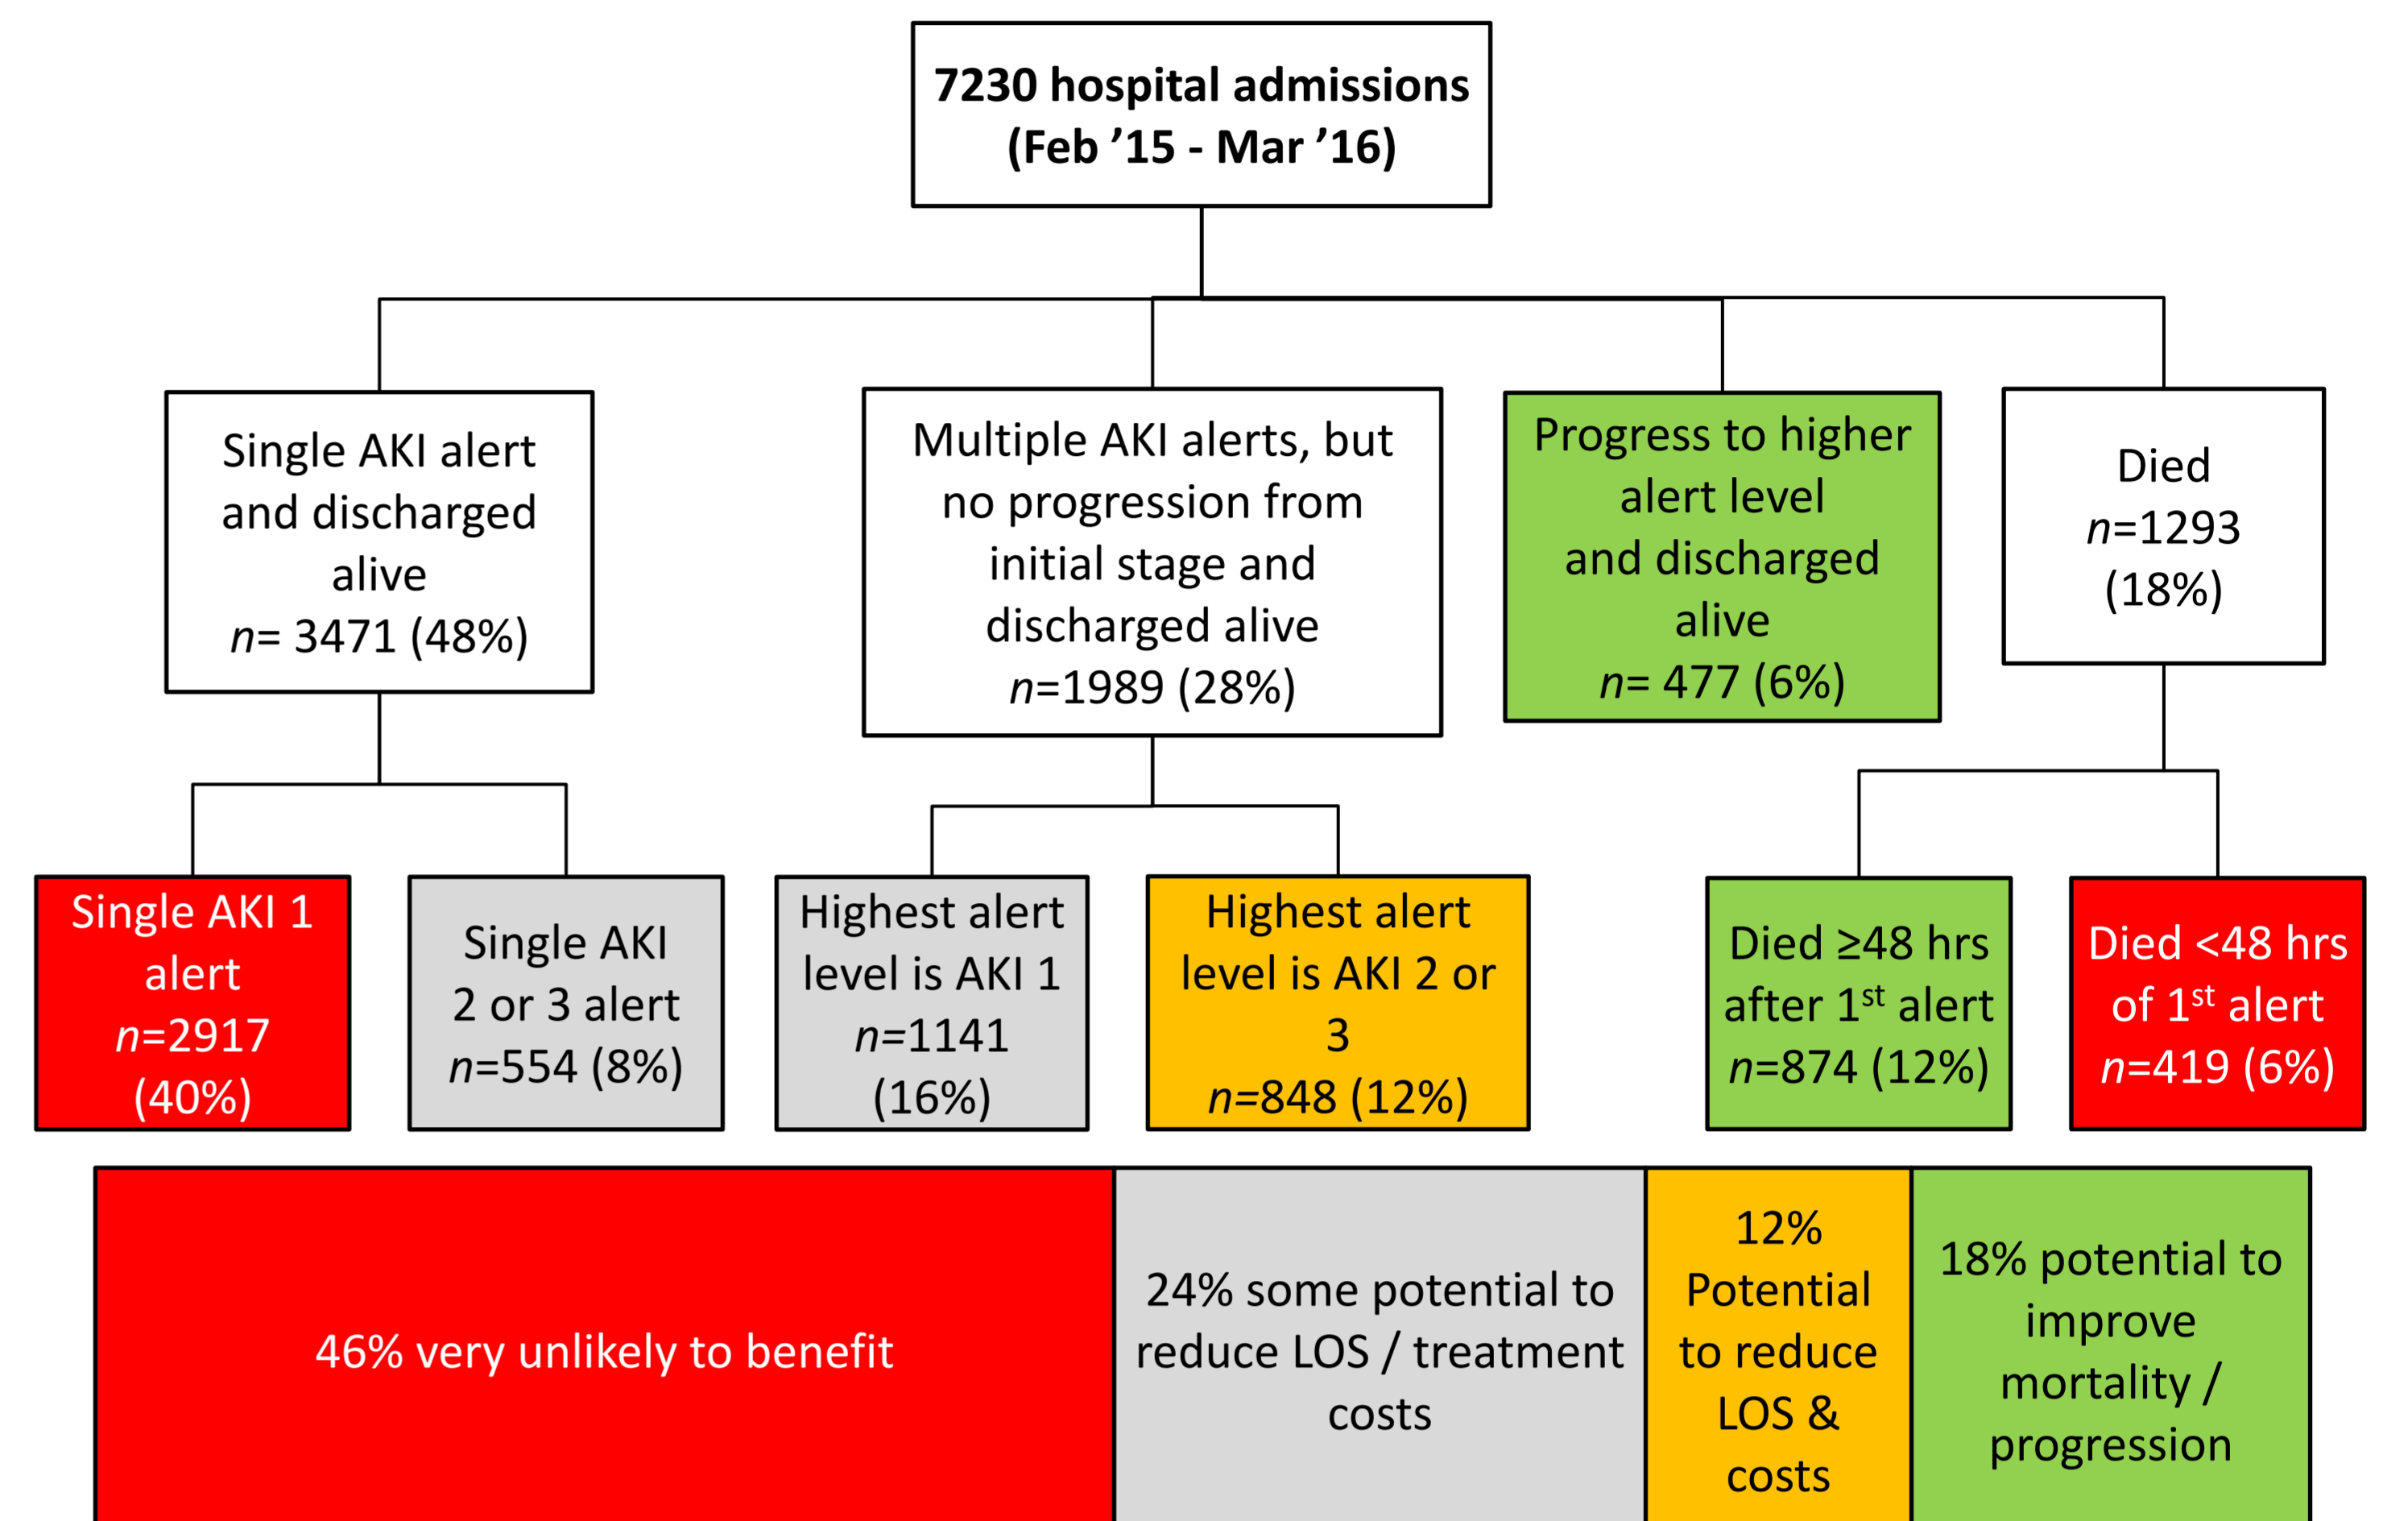 7230 hospital admissions
(Feb ’15 - Mar ’16)
Single AKI alert
and discharged
alive
n= 3471 (48%)
Multiple AKI alerts, but
no progression from
initial stage and
discharged alive
n=1989 (28%)
Progress to higher
alert level
and discharged
alive
n= 477 (6%)
Died
n=1293
(18%)
Single AKI 1
alert
n=2917
(40%)
Single AKI
2 or 3 alert
n=554 (8%)
Highest alert
level is AKI 1
n=1141
(16%)
Highest alert
level is AKI 2 or
3
n=848 (12%)
Died ≥48 hrs
after 1st alert
n=874 (12%)
Died <48 hrs
of 1st alert
n=419 (6%)
46% very unlikely to benefit
24% some potential to
reduce LOS / treatment
costs
12%
Potential
to reduce
LOS &
costs
18% potential to
improve
mortality /
progression